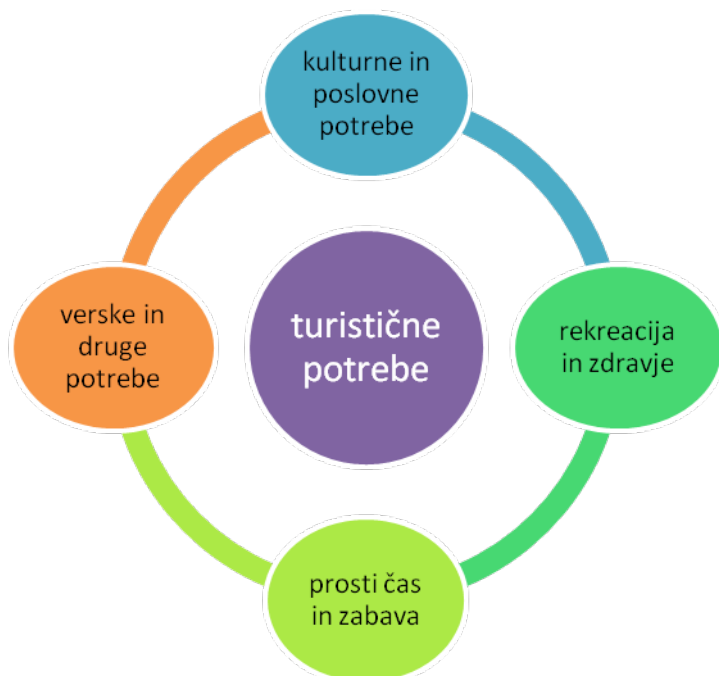 kulturne in
poslovne
potrebe
verske in
druge
potrebe
turistične
potrebe
rekreacija
in zdravje
prosti čas
in zabava